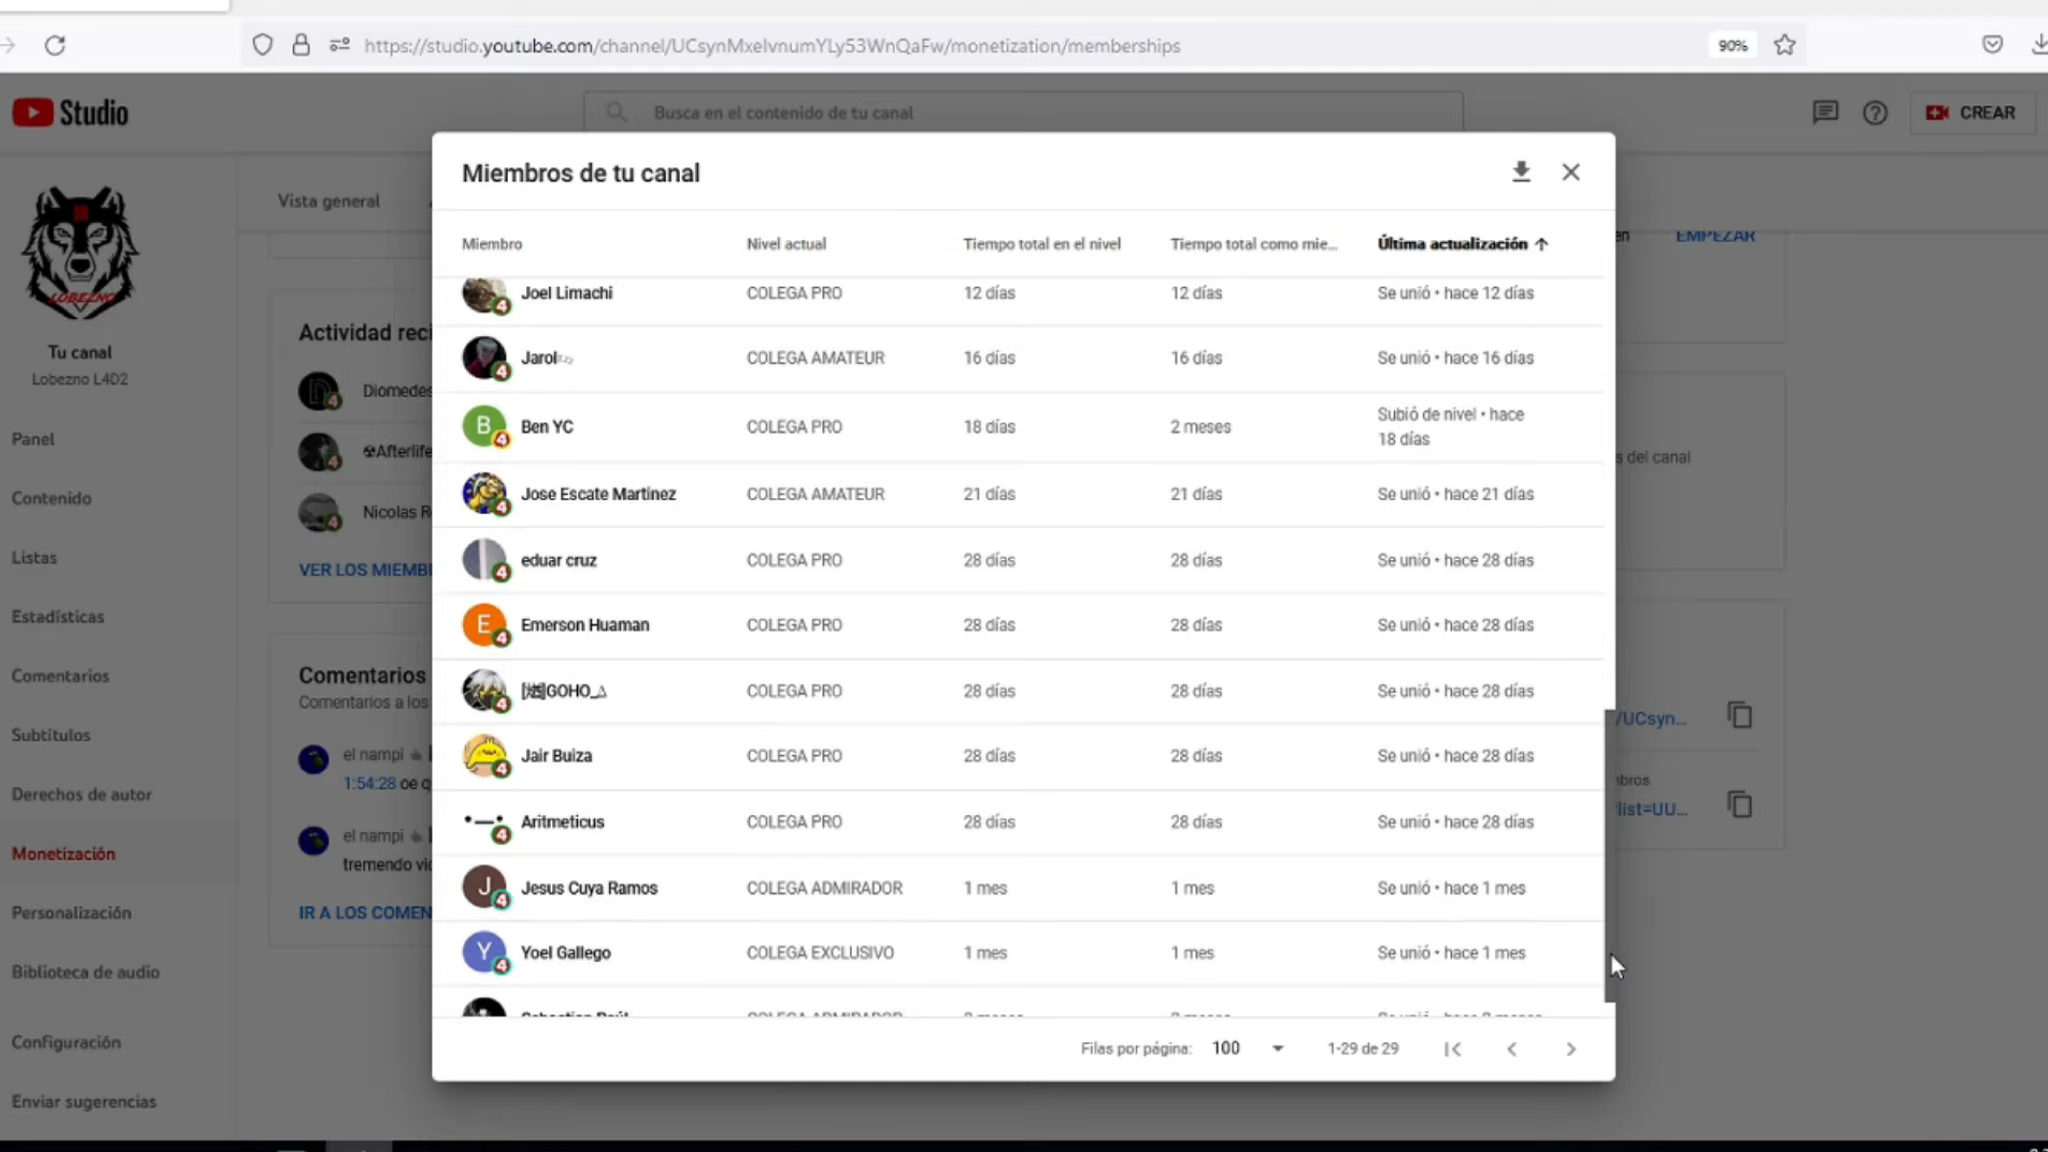 https://studio.youtube.com/channel/UCsynMxelvnumYLy53WnQaFw/monetization/memberships
90%
Studio
Busca en el contenido de tu canal
CREAR
Miembros de tu canal
Vista general
EMPEZAR
Miembro Nivel actual Tiempo total en el nivel Tiempo total como mie... Última actualización
LOBEZNO
Tu canal
Lobezno L4D2
Joel Limachi COLEGA PRO 12 días 12 días Se unió • hace 12 días
Jarol COLEGA AMATEUR 16 días 16 días Se unió • hace 16 días
B Ben YC COLEGA PRO 18 días 2 meses Subió de nivel • hace
18 días
Jose Escate Martinez COLEGA AMATEUR 21 días 21 días Se unió • hace 21 días
eduar cruz COLEGA PRO 28 días 28 días Se unió • hace 28 días
E Emerson Huaman COLEGA PRO 28 días 28 días Se unió • hace 28 días
GOHO_ COLEGA PRO 28 días 28 días Se unió • hace 28 días
Jair Buiza COLEGA PRO 28 días 28 días Se unió • hace 28 días
Aritmeticus COLEGA PRO 28 días 28 días Se unió • hace 28 días
J Jesus Cuya Ramos COLEGA ADMIRADOR 1 mes 1 mes Se unió • hace 1 mes
Y Yoel Gallego COLEGA EXCLUSIVO 1 mes 1 mes Se unió • hace 1 mes
Filas por página: 100 1-29 de 29
Panel
Contenido
Listas
Estadísticas
Comentarios
Subtítulos
Derechos de autor
Monetización
Personalización
Biblioteca de audio
Configuración
Enviar sugerencias
Actividad reci
Diomedes
☢Afterlife
Nicolas R
VER LOS MIEMB
Comentarios
Comentarios a los
el nampi
1:54:28 oe q
el nampi
tremendo vi
IR A LOS COMEN
s del canal
/UCsyn...
list=UU...